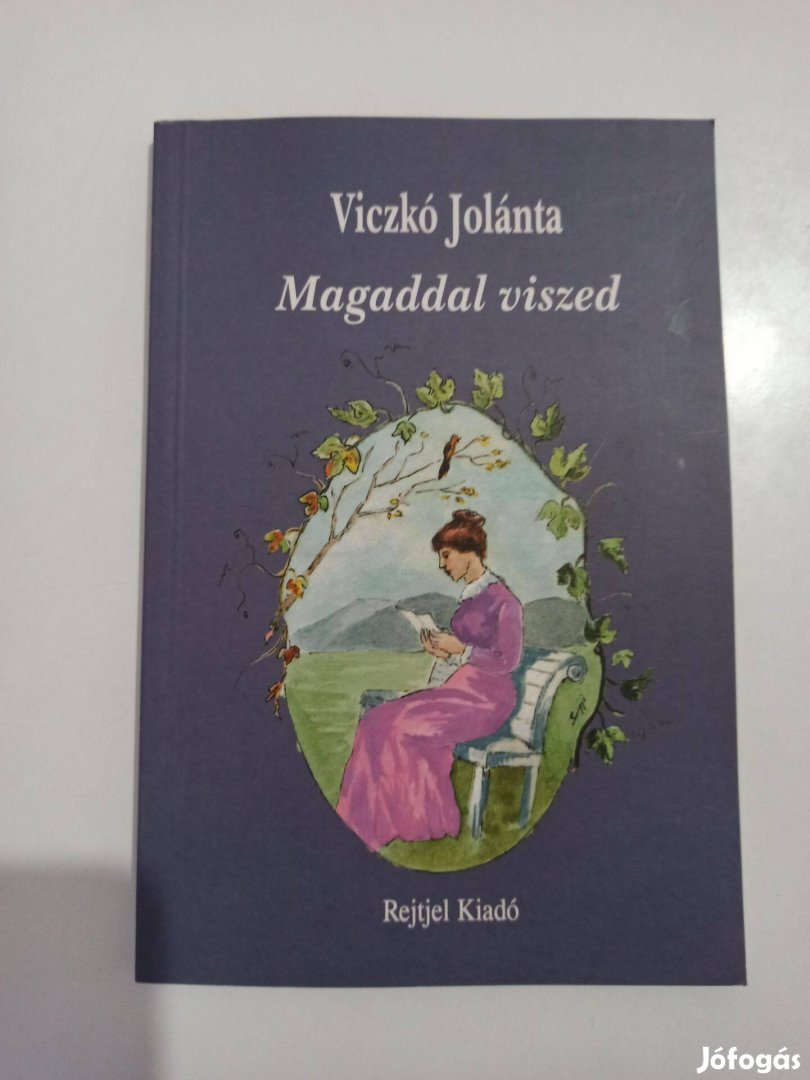 Viczkó Jolánta
Magaddal viszed
Rejtjel Kiadó
Jófogás